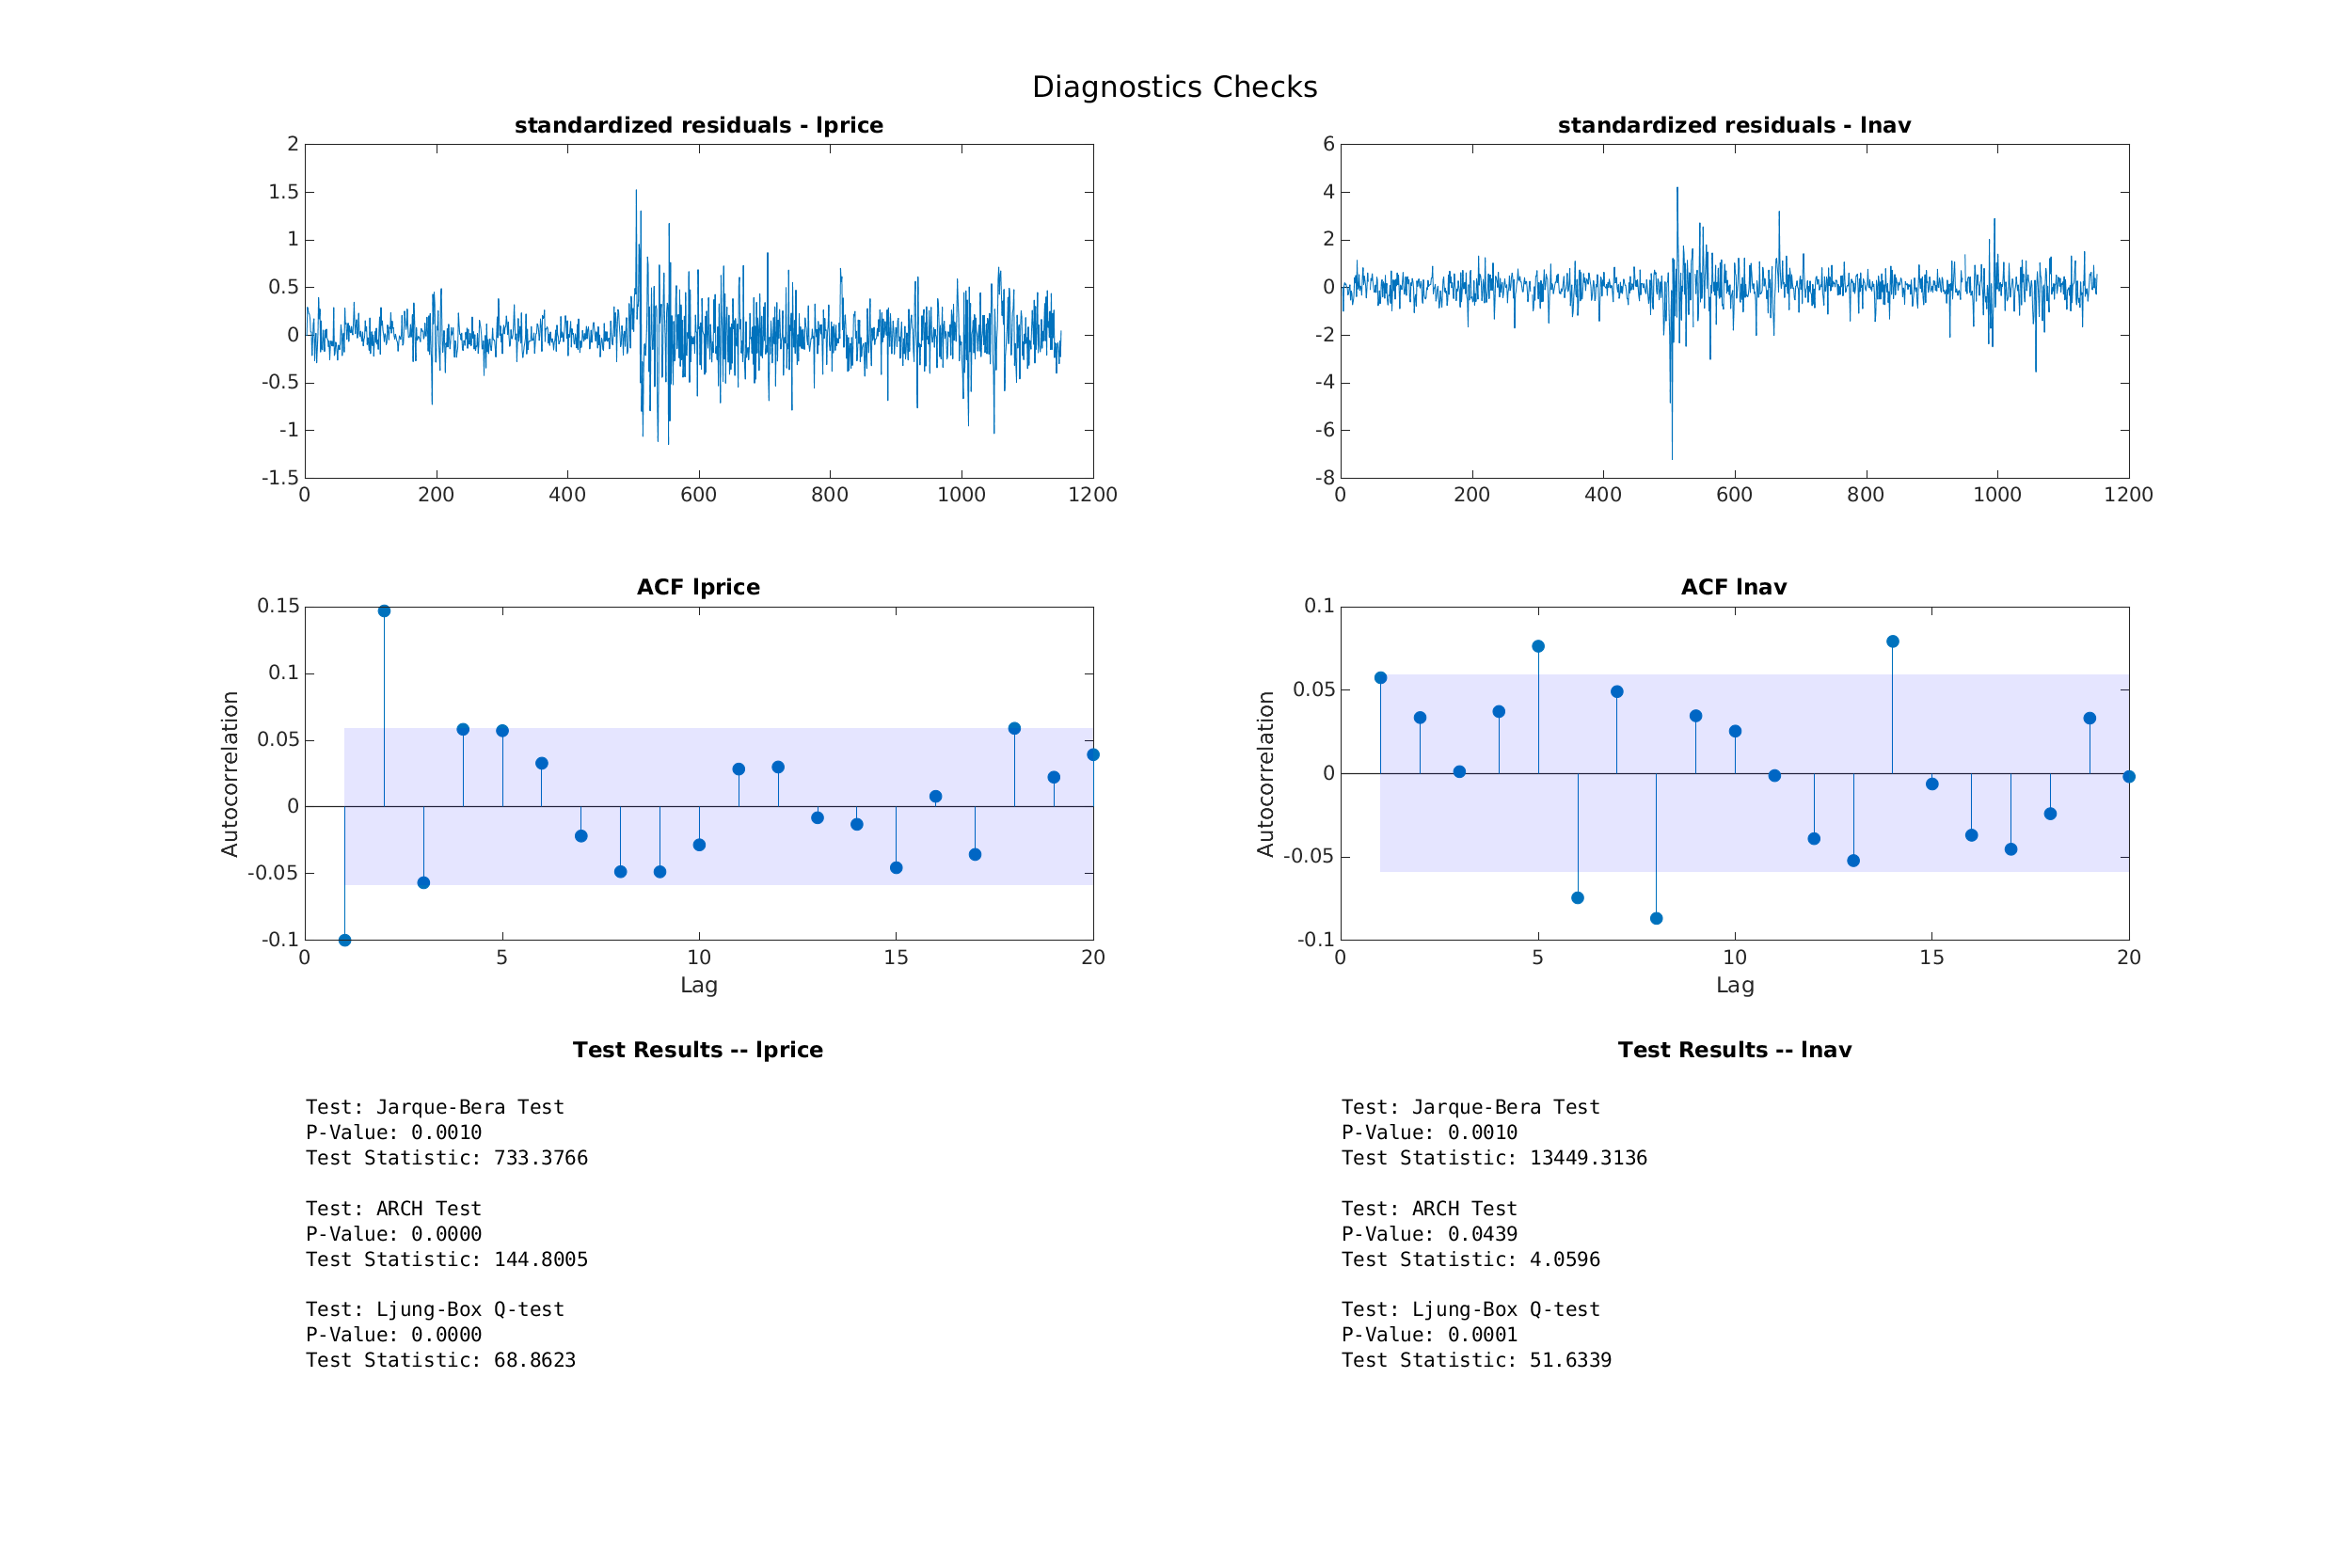 Diagnostics Checks
standardized residuals - lprice
2
1.5
1
0.5
0
-0.5
-1
-1.5
0 200 400 600 800 1000 1200
standardized residuals - lnav
6
4
2
0
-2
-4
-6
-8
0 200 400 600 800 1000 1200
ACF lprice
Autocorrelation
0.15
0.1
0.05
0
-0.05
-0.1
0 5 10 15 20
Lag
ACF lnav
Autocorrelation
0.1
0.05
0
-0.05
-0.1
0 5 10 15 20
Lag
Test Results -- lprice
Test: Jarque-Bera Test
P-Value: 0.0010
Test Statistic: 733.3766
Test: ARCH Test
P-Value: 0.0000
Test Statistic: 144.8005
Test: Ljung-Box Q-test
P-Value: 0.0000
Test Statistic: 68.8623
Test Results -- lnav
Test: Jarque-Bera Test
P-Value: 0.0010
Test Statistic: 13449.3136
Test: ARCH Test
P-Value: 0.0439
Test Statistic: 4.0596
Test: Ljung-Box Q-test
P-Value: 0.0001
Test Statistic: 51.6339